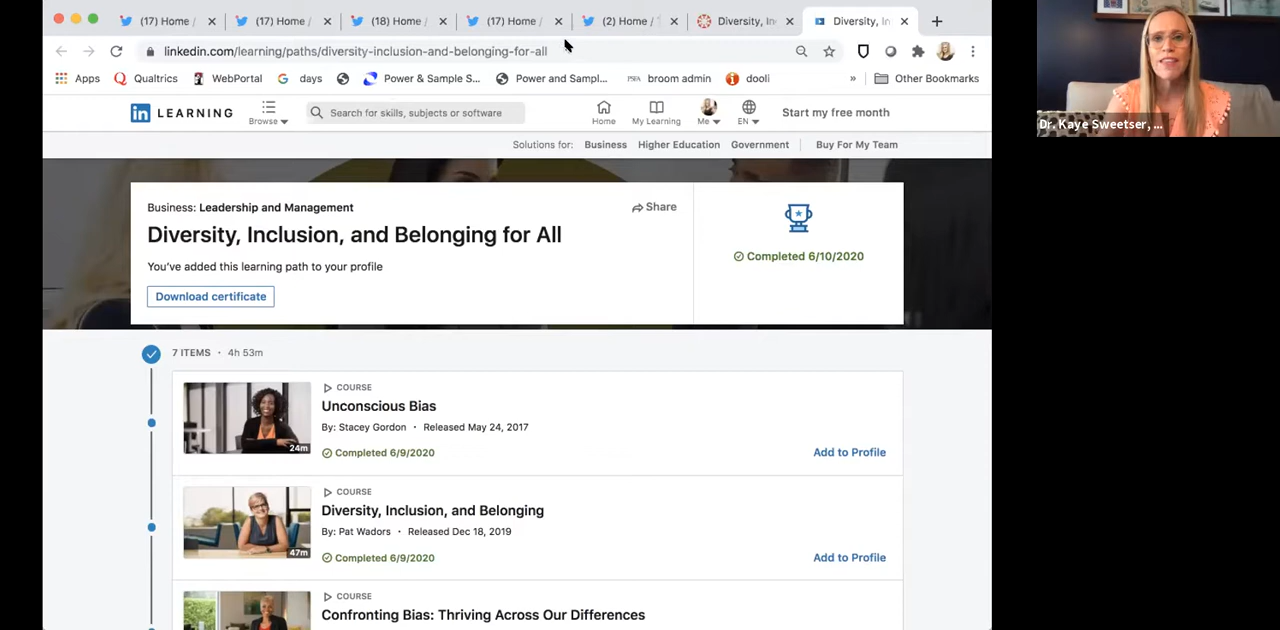 (17) Home /
(17) Home /
(18) Home /
(17) Home /
(2) Home /
Diversity, In
Diversity, In
linkedin.com/learning/paths/diversity-inclusion-and-belonging-for-all
Apps
Qualtrics
WebPortal
days
Power & Sample S...
Power and Sampl...
broom admin
dooli
»
Other Bookmarks
in LEARNING
Browse
Search for skills, subjects or software
Home
My Learning
Me
EN
Start my free month
Solutions for:
Business
Higher Education
Government
Buy For My Team
Business: Leadership and Management
Share
Diversity, Inclusion, and Belonging for All
You've added this learning path to your profile
Download certificate
Completed 6/10/2020
7 ITEMS · 4h 53m
COURSE
Unconscious Bias
By: Stacey Gordon · Released May 24, 2017
24m
Completed 6/9/2020
Add to Profile
COURSE
Diversity, Inclusion, and Belonging
By: Pat Wadors · Released Dec 18, 2019
47m
Completed 6/9/2020
Add to Profile
COURSE
Confronting Bias: Thriving Across Our Differences
Dr. Kaye Sweetser, ...